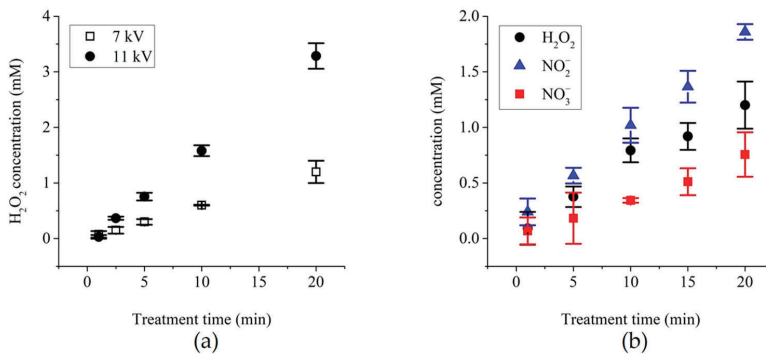 7 kV
11 kV
H₂O₂ concentration (mM)
4
3
2
1
0
0 5 10 15 20
Treatment time (min)
(a)
H₂O₂
NO₂⁻
NO₃⁻
concentration (mM)
2.0
1.5
1.0
0.5
0.0
0 5 10 15 20
Treatment time (min)
(b)